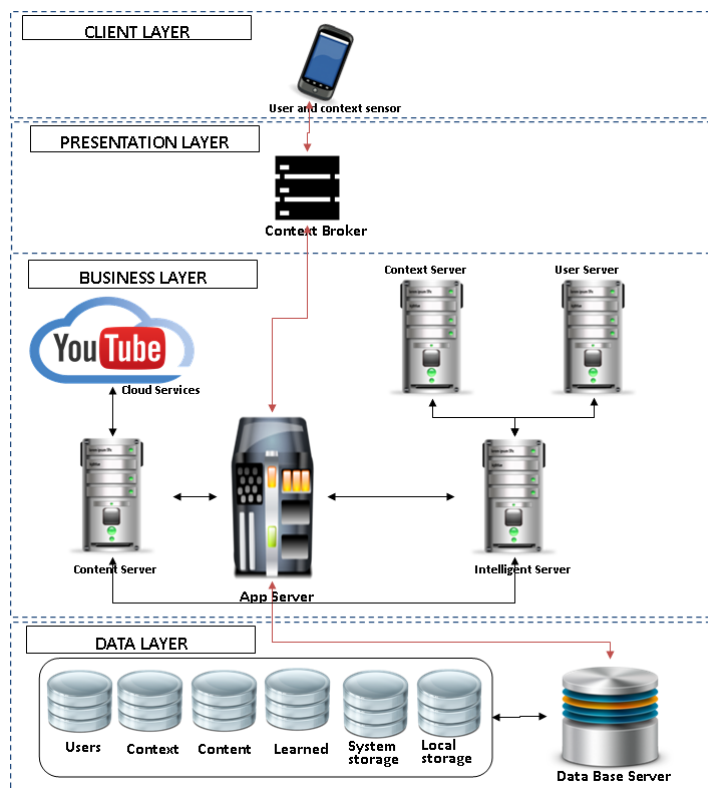 CLIENT LAYER
User and context sensor
PRESENTATION LAYER
Context Broker
BUSINESS LAYER
Context Server
User Server
YouTube
Cloud Services
Content Server
App Server
Intelligent Server
DATA LAYER
Users
Context
Content
Learned
System
storage
Local
storage
Data Base Server